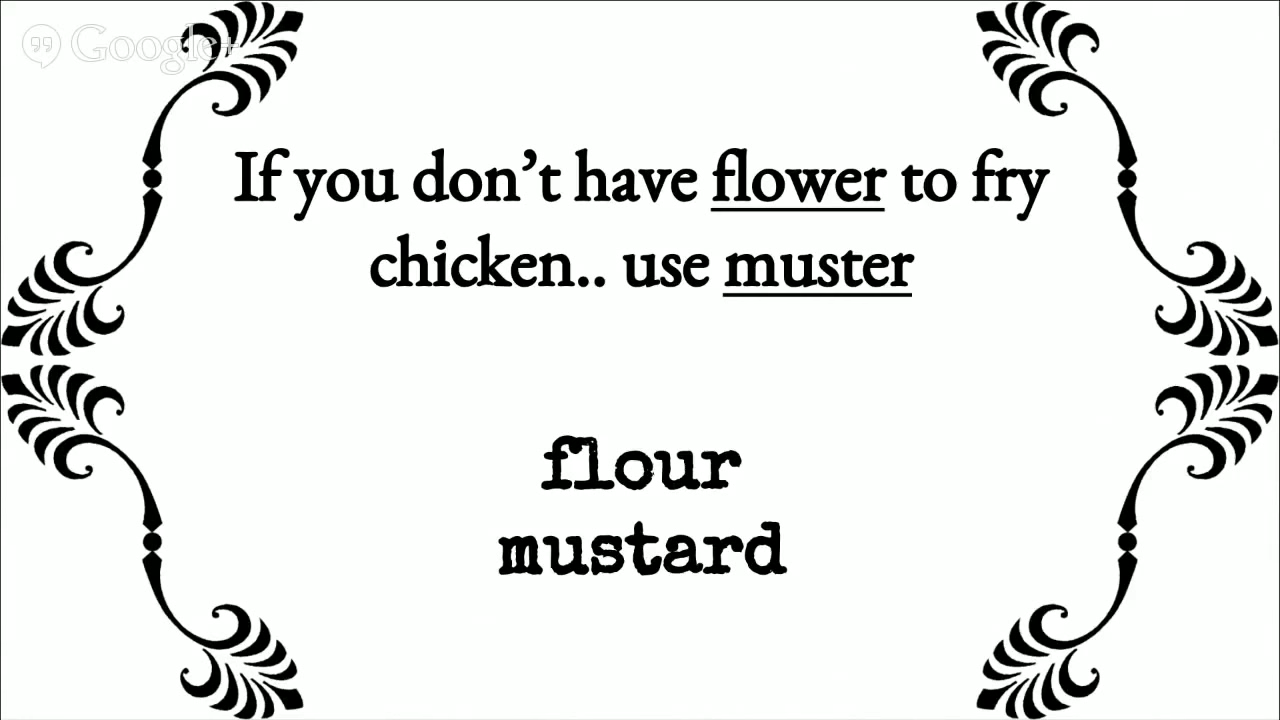 Google+
If you don't have flower to fry
chicken.. use muster
flour
mustard